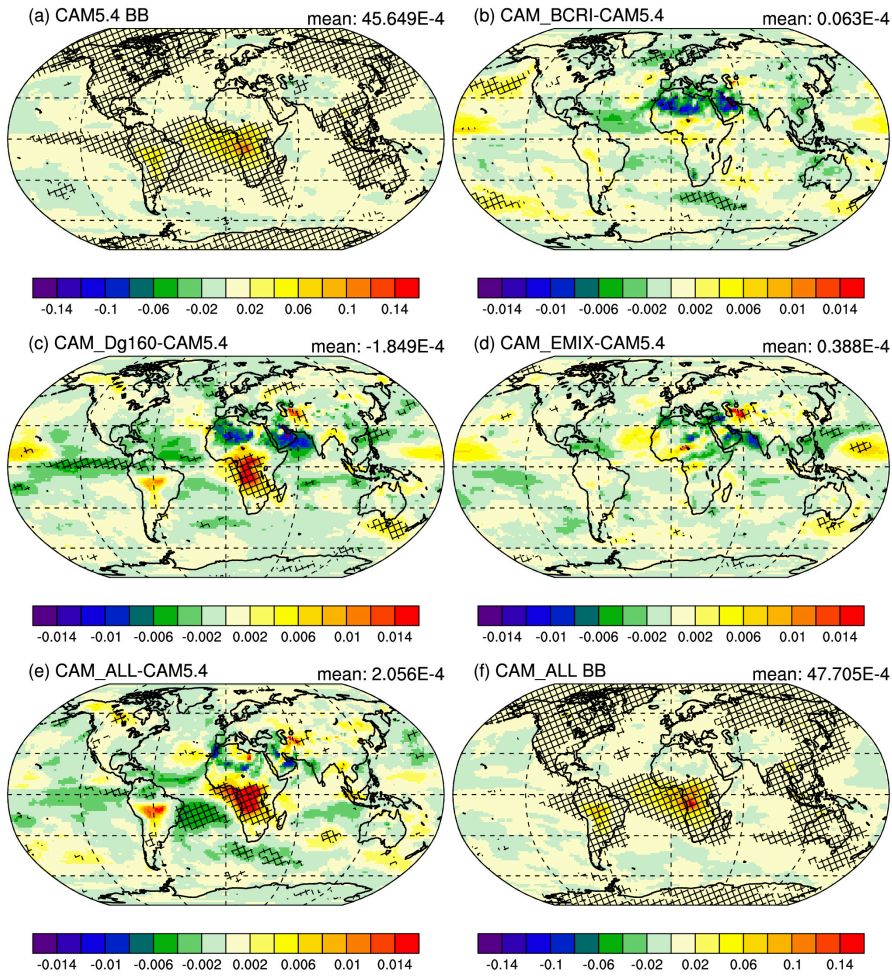 (a) CAM5.4 BB mean: 45.649E-4
(b) CAM_BCRI-CAM5.4 mean: 0.063E-4
-0.14 -0.1 -0.06 -0.02 0.02 0.06 0.1 0.14
-0.014 -0.01 -0.006 -0.002 0.002 0.006 0.01 0.014
(c) CAM_Dg160-CAM5.4 mean: -1.849E-4
(d) CAM_EMIX-CAM5.4 mean: 0.388E-4
-0.014 -0.01 -0.006 -0.002 0.002 0.006 0.01 0.014
-0.014 -0.01 -0.006 -0.002 0.002 0.006 0.01 0.014
(e) CAM_ALL-CAM5.4 mean: 2.056E-4
(f) CAM_ALL BB mean: 47.705E-4
-0.014 -0.01 -0.006 -0.002 0.002 0.006 0.01 0.014
-0.14 -0.1 -0.06 -0.02 0.02 0.06 0.1 0.14